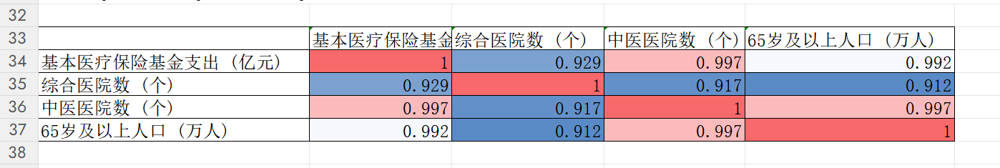 32
33 基本医疗保险基金 综合医院数（个） 中医医院数（个） 65岁及以上人口（万人）
34 基本医疗保险基金支出（亿元） 1 0.929 0.997 0.992
35 综合医院数（个） 0.929 1 0.917 0.912
36 中医医院数（个） 0.997 0.917 1 0.997
37 65岁及以上人口（万人） 0.992 0.912 0.997 1
38